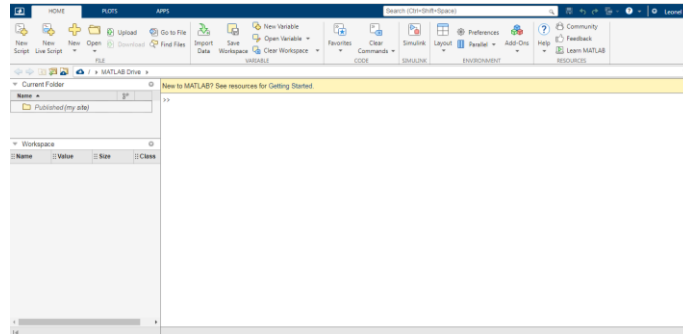 HOME PLOTS APPS Search (Ctrl+Shift+Space) Leonel
New Script New Live Script New Open Upload Download Go to File Find Files Import Data Save Workspace New Variable Open Variable Clear Workspace Favorites Clear Commands Simulink Layout Preferences Parallel Add-Ons Help Community Feedback Learn MATLAB
FILE VARIABLE CODE SIMULINK ENVIRONMENT RESOURCES
/ MATLAB Drive
Current Folder
New to MATLAB? See resources for Getting Started.
Name
>>
Published (my site)
Workspace
Name Value Size Class